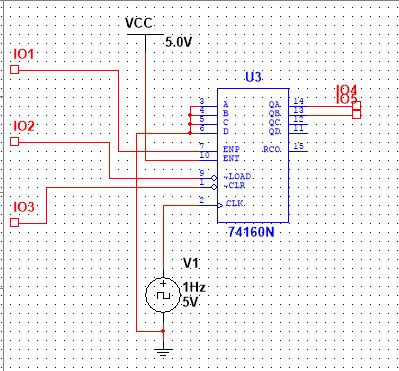 VCC
5.0V
IO1
U3
IO4
IO5
3 A QA 14
4 B QB 13
5 C QC 12
6 D QD 11
IO2
7 ENP RCO 15
10 ENT
9 ~LOAD
1 ~CLR
IO3
2 CLK
74160N
V1
1Hz
5V